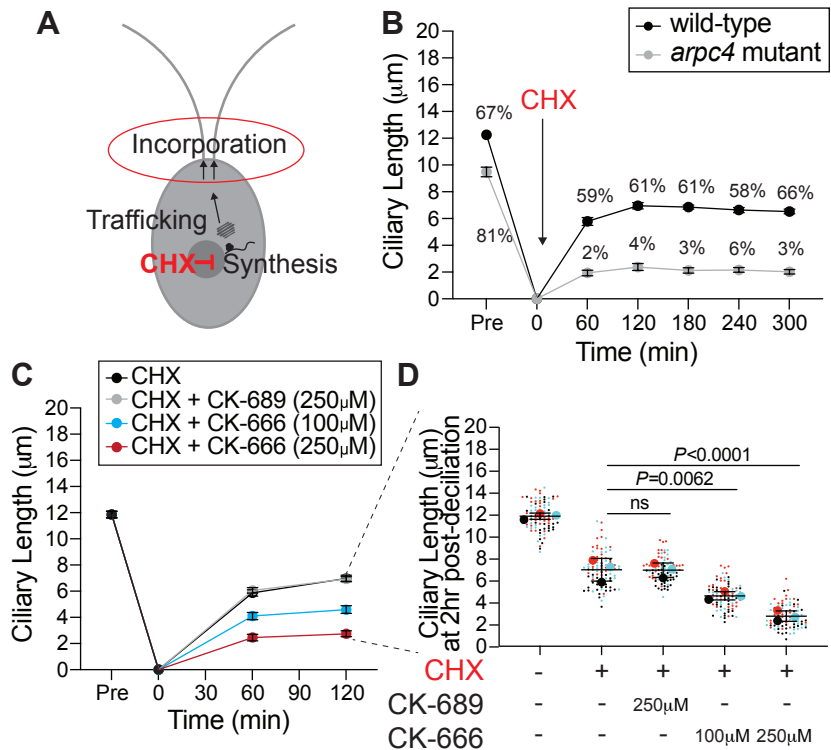 A
Incorporation
Trafficking
CHX
Synthesis
B
wild-type
arpc4 mutant
Ciliary Length (μm)
20
18
16
14
12
10
8
6
4
2
0
CHX
67%
81%
59%
61%
61%
58%
66%
2%
4%
3%
6%
3%
Pre
0
60
120
180
240
300
Time (min)
C
CHX
CHX + CK-689 (250μM)
CHX + CK-666 (100μM)
CHX + CK-666 (250μM)
Ciliary Length (μm)
20
18
16
14
12
10
8
6
4
2
0
Pre
0
30
60
90
120
Time (min)
D
Ciliary Length (μm)
at 2hr post-deciliation
20
18
16
14
12
10
8
6
4
2
0
P<0.0001
P=0.0062
ns
CHX - + + + +
CK-689 - - 250μM - -
CK-666 - - - 100μM 250μM